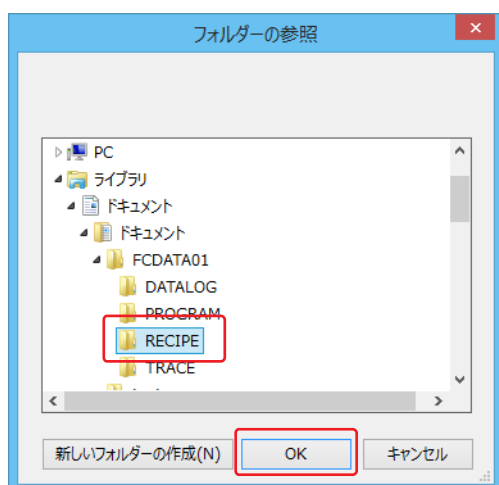 フォルダーの参照
PC
ライブラリ
ドキュメント
ドキュメント
FCDATA01
DATALOG
PROGRAM
RECIPE
TRACE
新しいフォルダーの作成(N)
OK
キャンセル